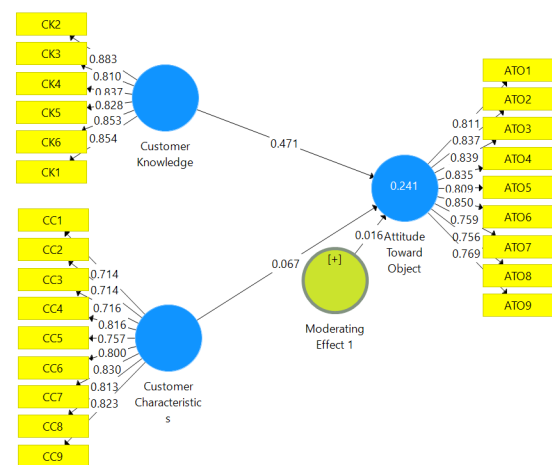 CK2
CK3
CK4
CK5
CK6
CK1
0.883
0.810
0.837
0.828
0.853
0.854
Customer
Knowledge
0.471
CC1
CC2
CC3
CC4
CC5
CC6
CC7
CC8
CC9
0.714
0.714
0.716
0.816
0.757
0.800
0.830
0.813
0.823
Customer
Characteristic
s
0.067
[+]
Moderating
Effect 1
0.016
0.241
Attitude
Toward
Object
0.811
0.837
0.839
0.835
0.809
0.850
0.759
0.756
0.769
ATO1
ATO2
ATO3
ATO4
ATO5
ATO6
ATO7
ATO8
ATO9